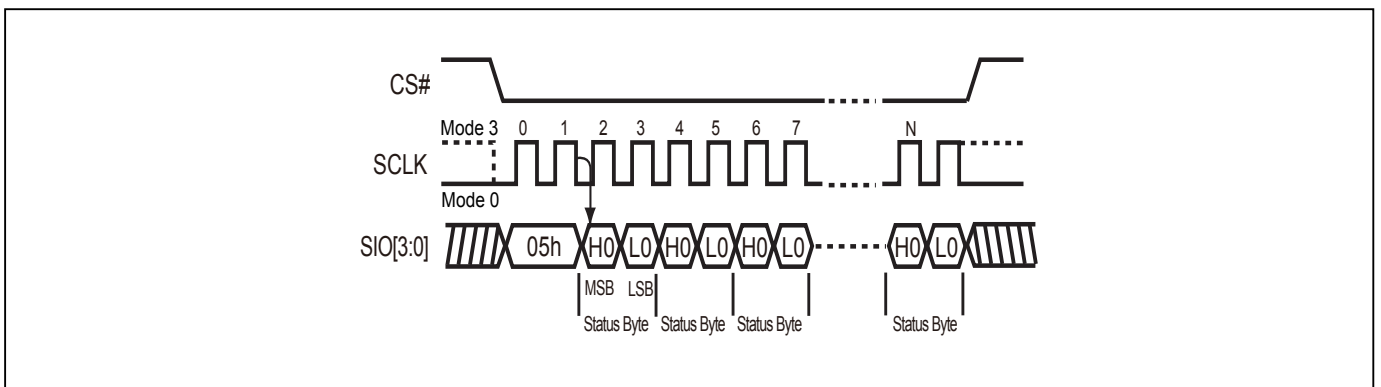 CS#
Mode 3 0 1 2 3 4 5 6 7 N
SCLK
Mode 0
SIO[3:0] 05h H0 L0 H0 L0 H0 L0 H0 L0
MSB LSB
Status Byte Status Byte Status Byte Status Byte